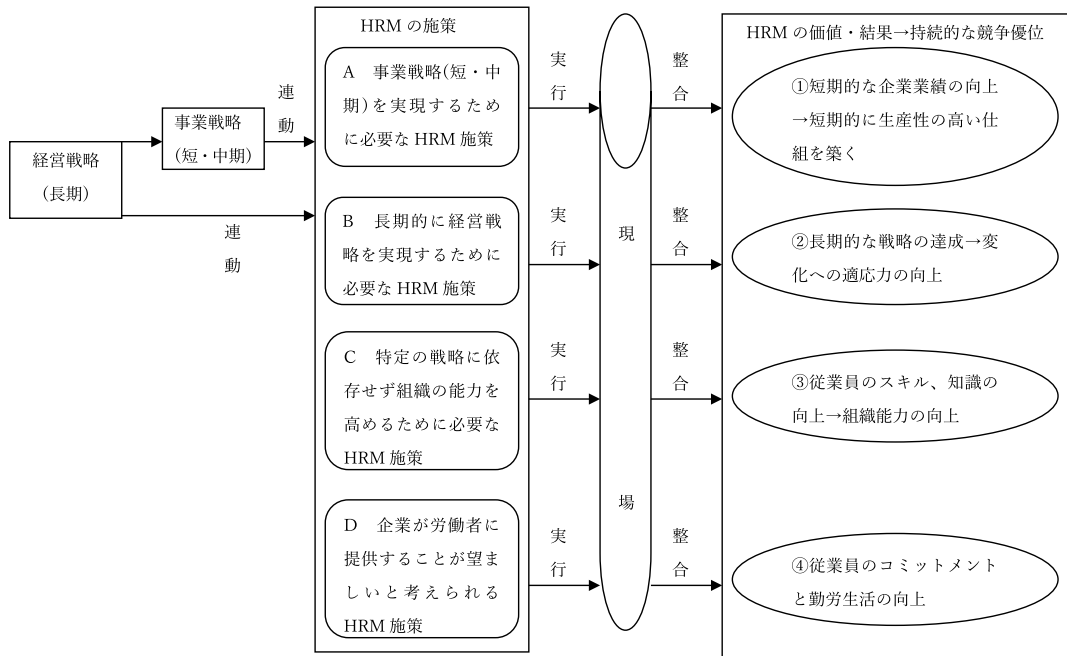 経営戦略
(長期)
事業戦略
(短・中期)
連
動
連
動
HRM の施策
A　事業戦略(短・中
期)を実現するため
に必要な HRM 施策
B　長期的に経営戦
略を実現するために
必要な HRM 施策
C　特定の戦略に依
存せず組織の能力を
高めるために必要な
HRM 施策
D　企業が労働者に
提供することが望ま
しいと考えられる
HRM 施策
実
行
実
行
実
行
実
行
現
場
整
合
整
合
整
合
整
合
HRM の価値・結果→持続的な競争優位
①短期的な企業業績の向上
→短期的に生産性の高い仕
組を築く
②長期的な戦略の達成→変
化への適応力の向上
③従業員のスキル、知識の
向上→組織能力の向上
④従業員のコミットメント
と勤労生活の向上